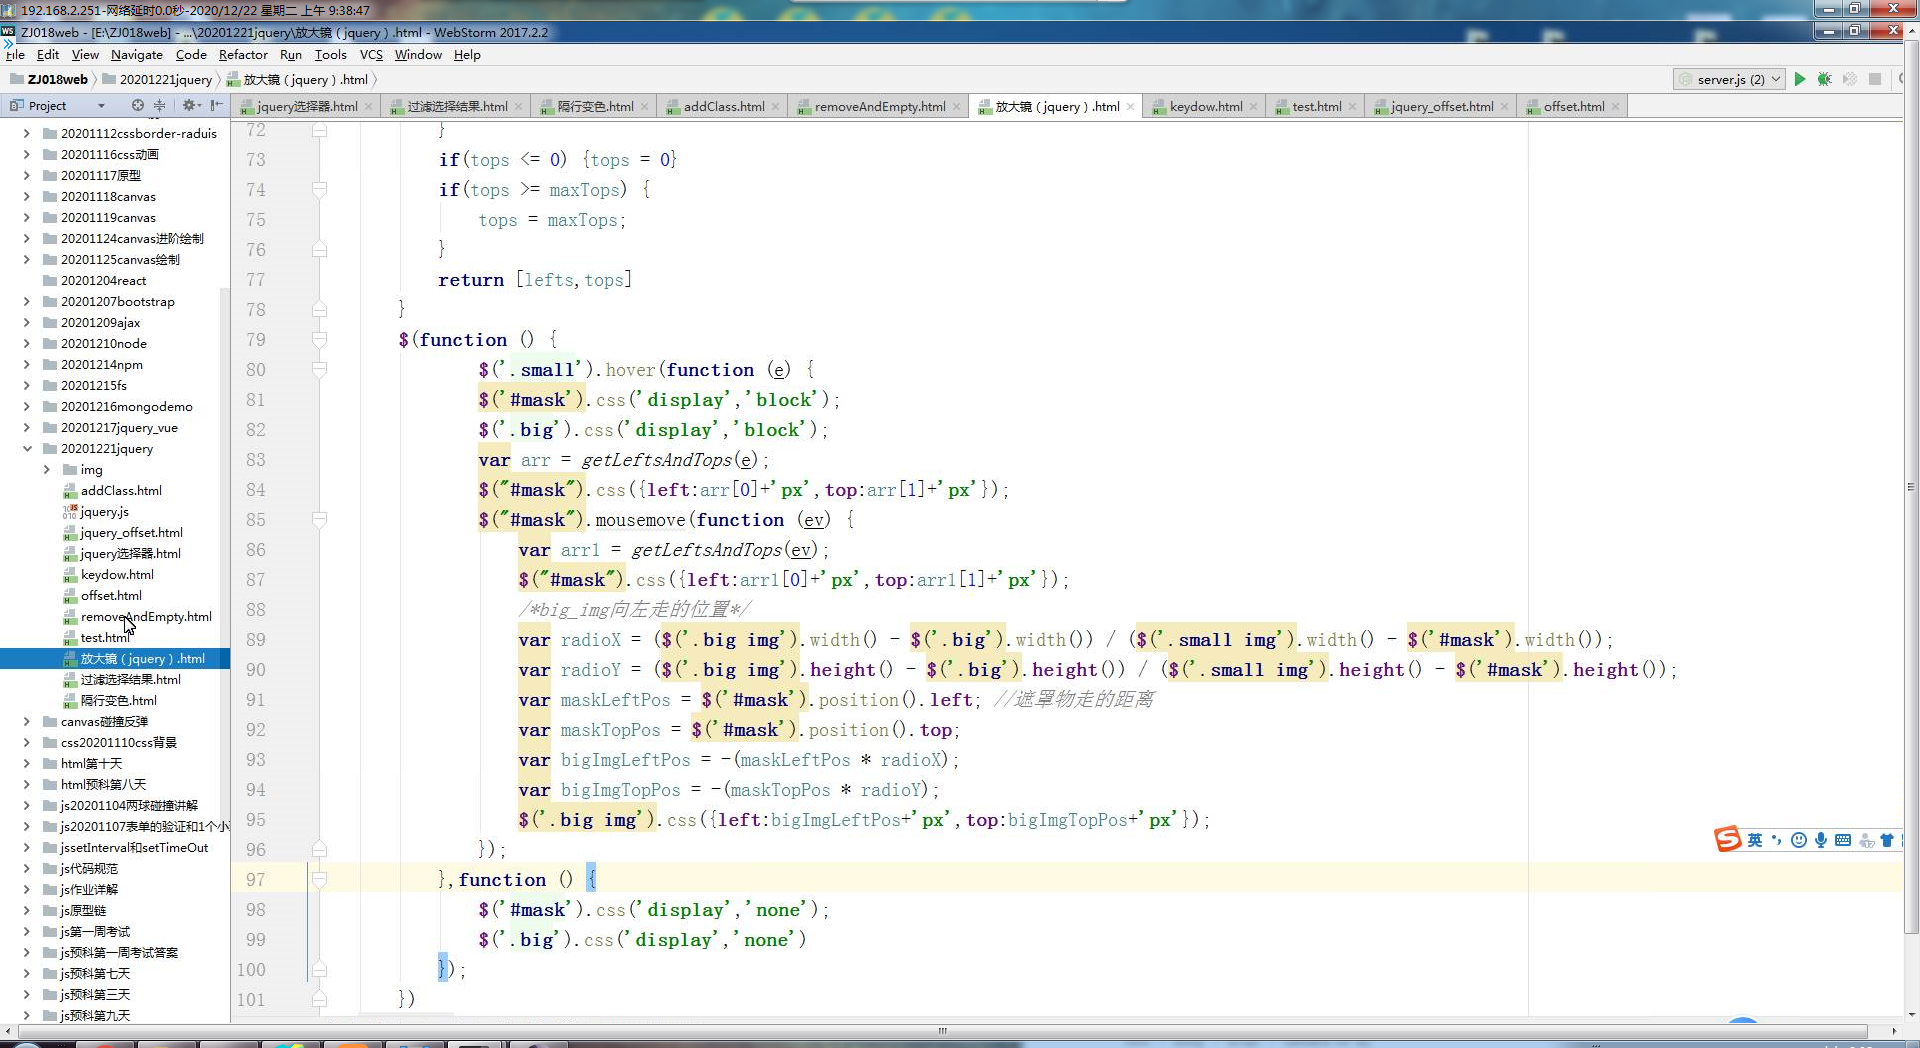 192.168.2.251-网络延时0.0秒-2020/12/22 星期二 上午 9:38:47
ZJ018web - [E:\ZJ018web] - ...\20201221jquery\放大镜（jquery）.html - WebStorm 2017.2.2
File Edit View Navigate Code Refactor Run Tools VCS Window Help
ZJ018web 20201221jquery 放大镜（jquery）.html
server.js (2)
Project
jquery选择器.html 过滤选择结果.html 隔行变色.html addClass.html removeAndEmpty.html 放大镜（jquery）.html keydow.html test.html jquery_offset.html offset.html
20201112cssborder-raduis
20201116css动画
20201117原型
20201118canvas
20201119canvas
20201124canvas进阶绘制
20201125canvas绘制
20201204react
20201207bootstrap
20201209ajax
20201210node
20201214npm
20201215fs
20201216mongodemo
20201217jquery_vue
20201221jquery
img
addClass.html
jquery.js
jquery_offset.html
jquery选择器.html
keydow.html
offset.html
removeAndEmpty.html
test.html
放大镜（jquery）.html
过滤选择结果.html
隔行变色.html
canvas碰撞反弹
css20201110css背景
html第十天
html预科第八天
js20201104两球碰撞讲解
js20201107表单的验证和1个小
jssetInterval和setTimeOut
js代码规范
js作业详解
js原型链
js第一周考试
js预科第一周考试答案
js预科第七天
js预科第三天
js预科第九天
72 }
73 if(tops <= 0) {tops = 0}
74 if(tops >= maxTops) {
75 tops = maxTops;
76 }
77 return [lefts,tops]
78 }
79 $(function () {
80 $('.small').hover(function (e) {
81 $('#mask').css('display','block');
82 $('.big').css('display','block');
83 var arr = getLeftsAndTops(e);
84 $("#mask").css({left:arr[0]+'px',top:arr[1]+'px'});
85 $("#mask").mousemove(function (ev) {
86 var arr1 = getLeftsAndTops(ev);
87 $("#mask").css({left:arr1[0]+'px',top:arr1[1]+'px'});
88 /*big_img向左走的位置*/
89 var radioX = ($('.big img').width() - $('.big').width()) / ($('.small img').width() - $('#mask').width());
90 var radioY = ($('.big img').height() - $('.big').height()) / ($('.small img').height() - $('#mask').height());
91 var maskLeftPos = $('#mask').position().left; //遮罩物走的距离
92 var maskTopPos = $('#mask').position().top;
93 var bigImgLeftPos = -(maskLeftPos * radioX);
94 var bigImgTopPos = -(maskTopPos * radioY);
95 $('.big img').css({left:bigImgLeftPos+'px',top:bigImgTopPos+'px'});
96 });
97 },function () {
98 $('#mask').css('display','none');
99 $('.big').css('display','none')
100 });
101 })
英